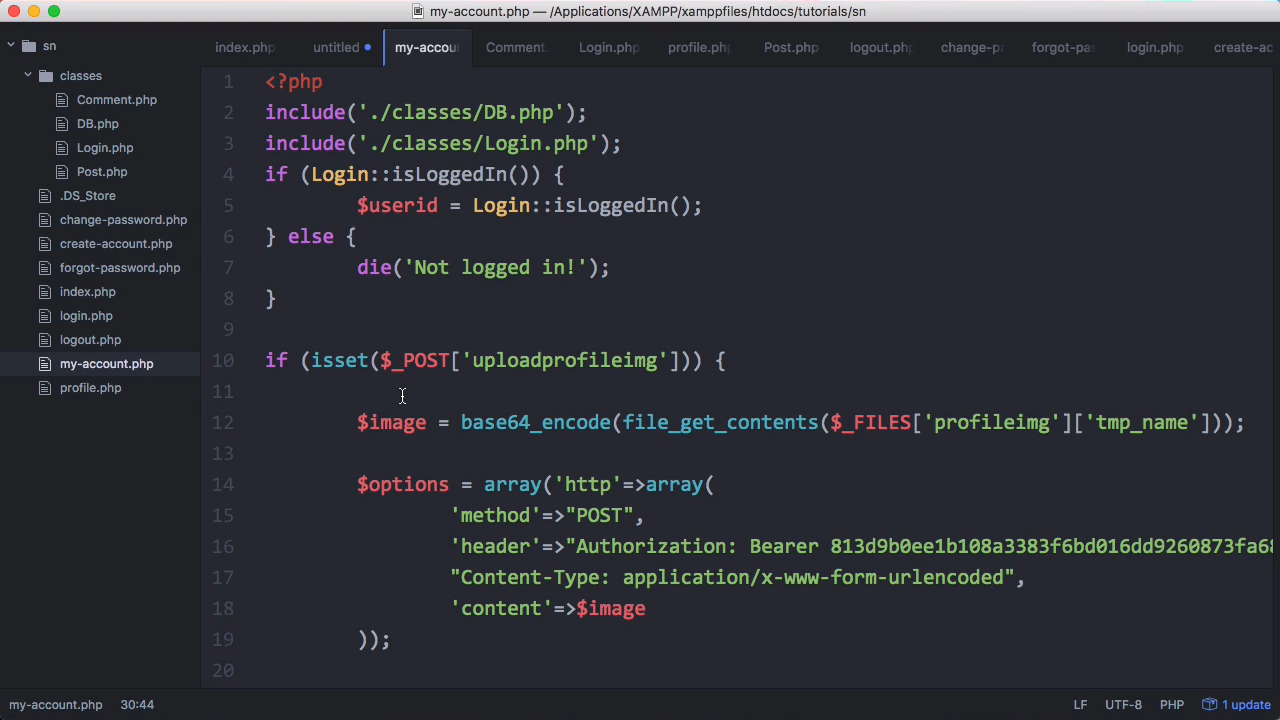 my-account.php — /Applications/XAMPP/xamppfiles/htdocs/tutorials/sn
sn
classes
Comment.php
DB.php
Login.php
Post.php
.DS_Store
change-password.php
create-account.php
forgot-password.php
index.php
login.php
logout.php
my-account.php
profile.php
index.php untitled my-accou Comment. Login.php profile.php Post.php logout.php change-pa forgot-pas login.php create-ac
1 <?php
2 include('./classes/DB.php');
3 include('./classes/Login.php');
4 if (Login::isLoggedIn()) {
5 $userid = Login::isLoggedIn();
6 } else {
7 die('Not logged in!');
8 }
9
10 if (isset($_POST['uploadprofileimg'])) {
11
12 $image = base64_encode(file_get_contents($_FILES['profileimg']['tmp_name']));
13
14 $options = array('http'=>array(
15 'method'=>"POST",
16 'header'=>"Authorization: Bearer 813d9b0ee1b108a3383f6bd016dd9260873fa68
17 "Content-Type: application/x-www-form-urlencoded",
18 'content'=>$image
19 ));
20
my-account.php 30:44 LF UTF-8 PHP 1 update